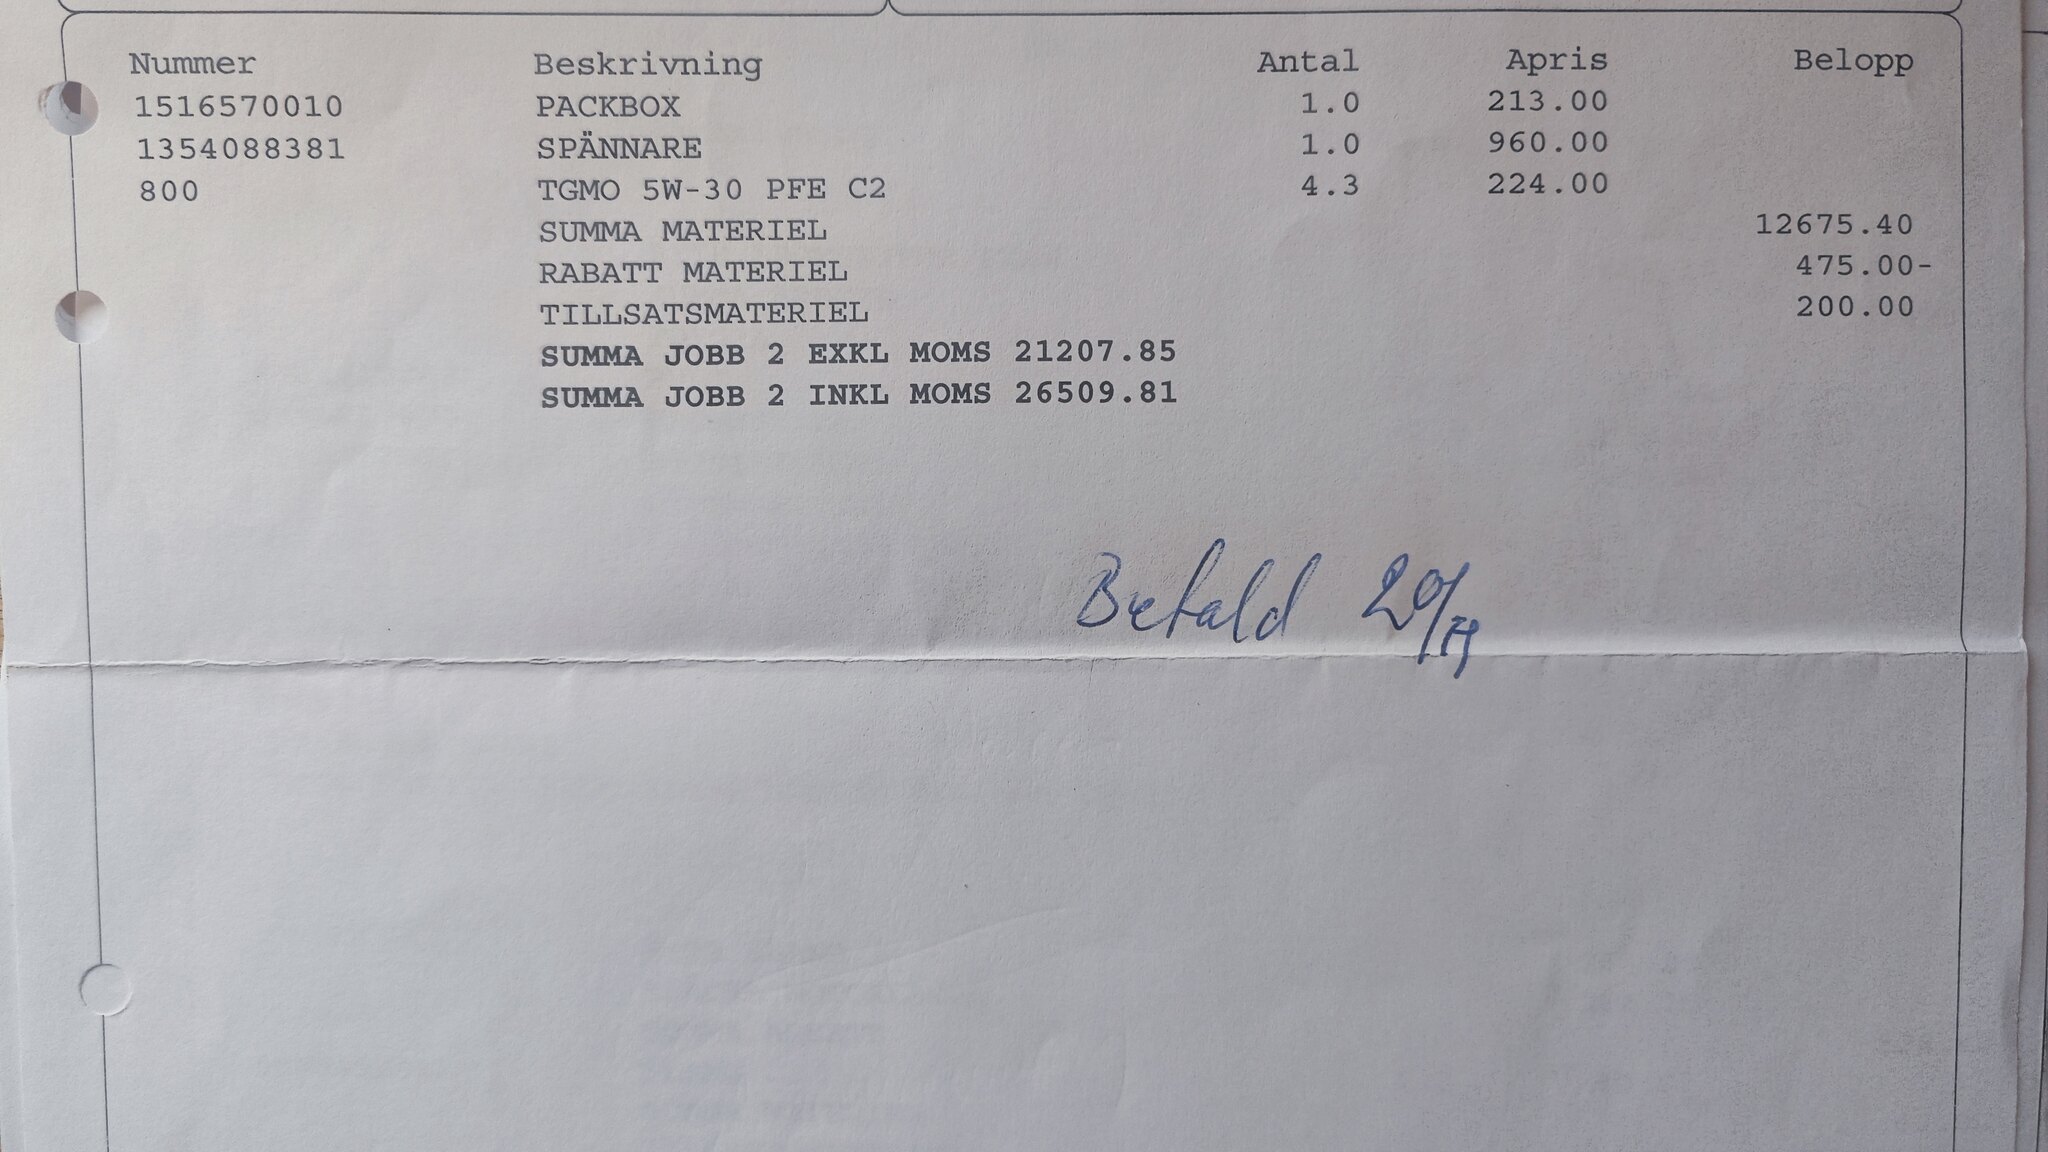 Nummer Beskrivning Antal Apris Belopp
1516570010 PACKBOX 1.0 213.00
1354088381 SPÄNNARE 1.0 960.00
800 TGMO 5W-30 PFE C2 4.3 224.00
SUMMA MATERIEL 12675.40
RABATT MATERIEL 475.00-
TILLSATSMATERIEL 200.00
SUMMA JOBB 2 EXKL MOMS 21207.85
SUMMA JOBB 2 INKL MOMS 26509.81
Betald